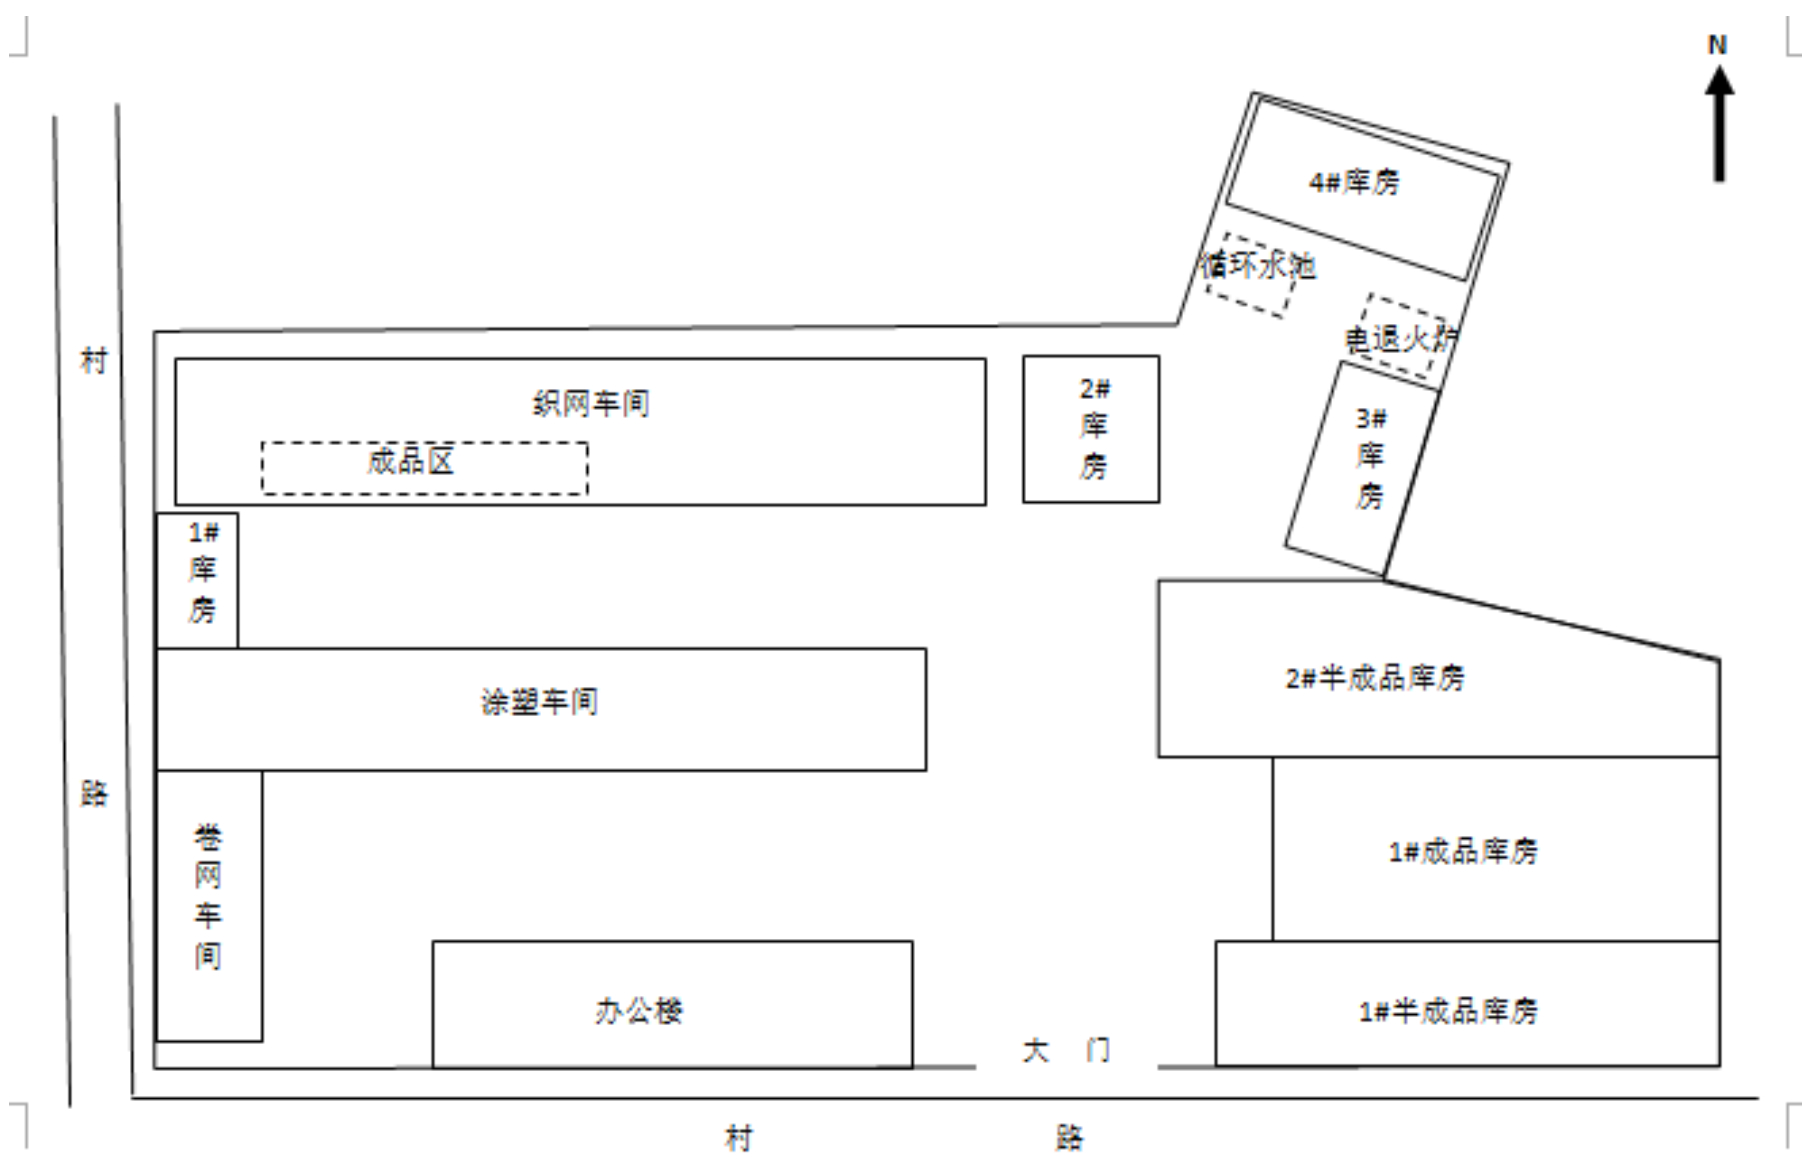 N
4#库房
循环水池
电退火炉
村
织网车间
2#
库
房
3#
库
房
成品区
1#
库
房
2#半成品库房
涂塑车间
路
卷
网
车
间
1#成品库房
办公楼
1#半成品库房
大 门
村 路